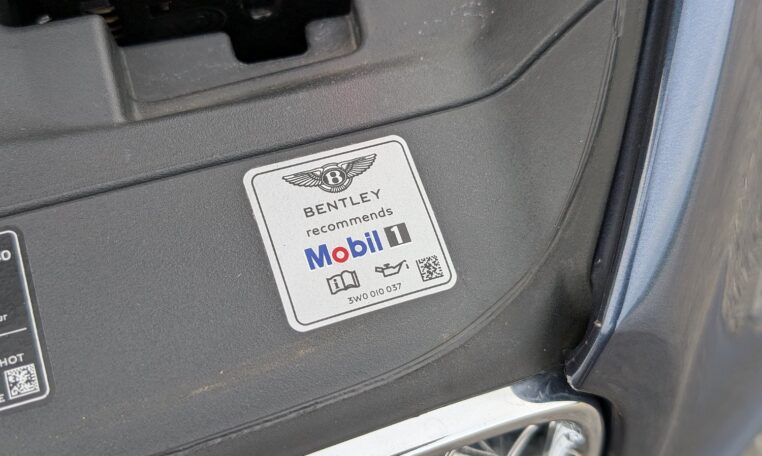 B
BENTLEY
recommends
Mobil 1
i
3W0 010 037
HOT